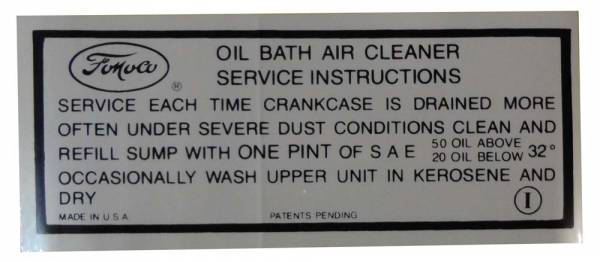 FoMoCo
®
OIL BATH AIR CLEANER
SERVICE INSTRUCTIONS
SERVICE EACH TIME CRANKCASE IS DRAINED MORE
OFTEN UNDER SEVERE DUST CONDITIONS CLEAN AND
REFILL SUMP WITH ONE PINT OF S A E 50 OIL ABOVE 20 OIL BELOW 32°
OCCASIONALLY WASH UPPER UNIT IN KEROSENE AND
DRY
MADE IN U.S.A. PATENTS PENDING I